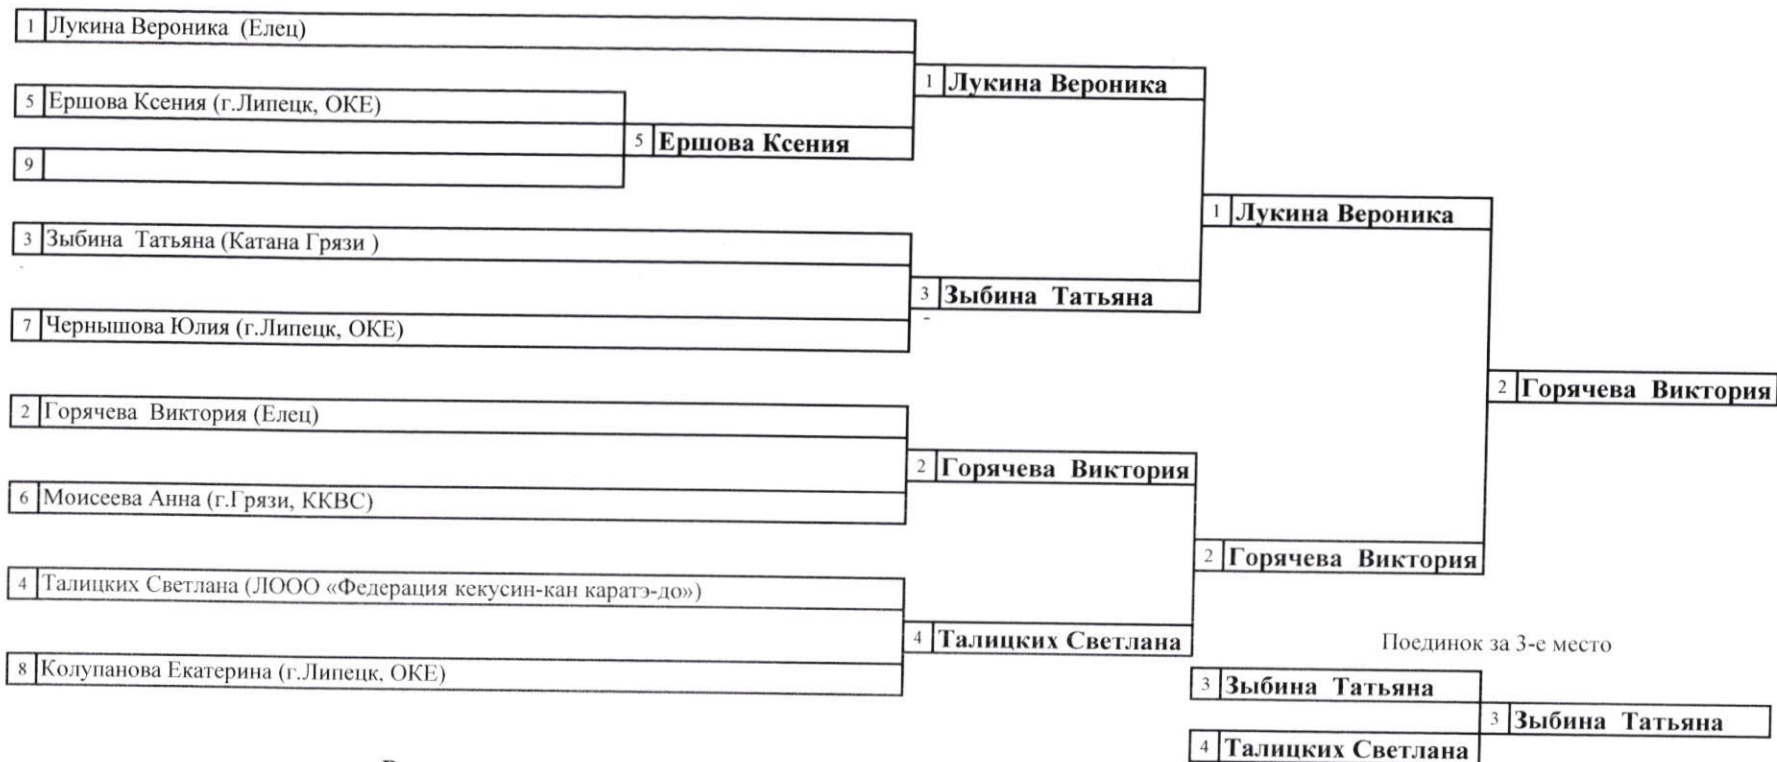 1 Лукина Вероника (Елец)
1 Лукина Вероника
5 Ершова Ксения (г.Липецк, ОКЕ)
5 Ершова Ксения
9
1 Лукина Вероника
3 Зыбина Татьяна (Катана Грязи )
3 Зыбина Татьяна
7 Чернышова Юлия (г.Липецк, ОКЕ)
2 Горячева Виктория
2 Горячева Виктория (Елец)
2 Горячева Виктория
6 Моисеева Анна (г.Грязи, ККВС)
2 Горячева Виктория
4 Талицких Светлана (ЛООО «Федерация кекусин-кан каратэ-до»)
4 Талицких Светлана
8 Колупанова Екатерина (г.Липецк, ОКЕ)
Поединок за 3-е место
3 Зыбина Татьяна
3 Зыбина Татьяна
4 Талицких Светлана